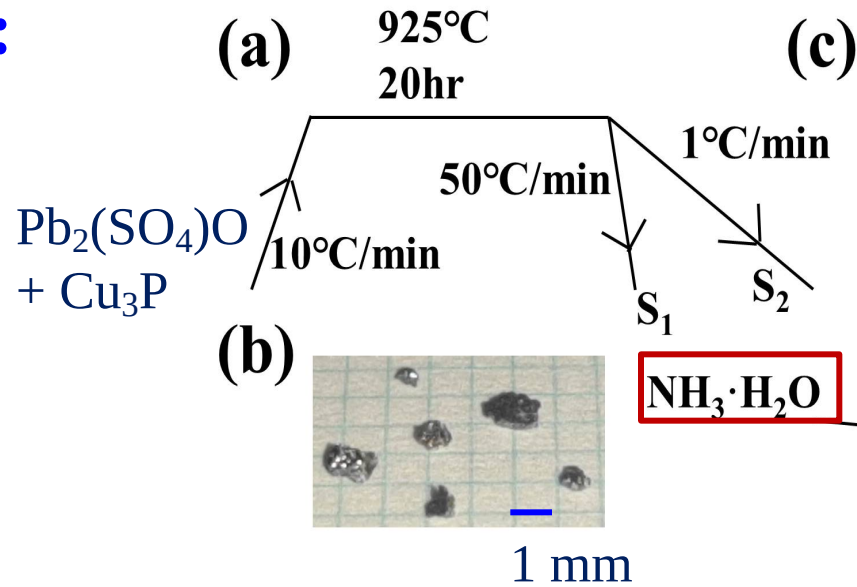 :
(a)
925°C
20hr
(c)
1°C/min
50°C/min
Pb₂(SO₄)O
+ Cu₃P
10°C/min
S₁
S₂
(b)
NH₃·H₂O
1 mm